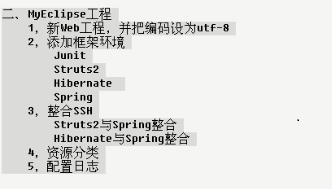 二、MyEclipse工程
1，新Web工程，并把编码设为utf-8
2，添加框架环境
Junit
Struts2
Hibernate
Spring
3，整合SSH
Struts2与Spring整合
Hibernate与Spring整合
4，资源分类
5，配置日志